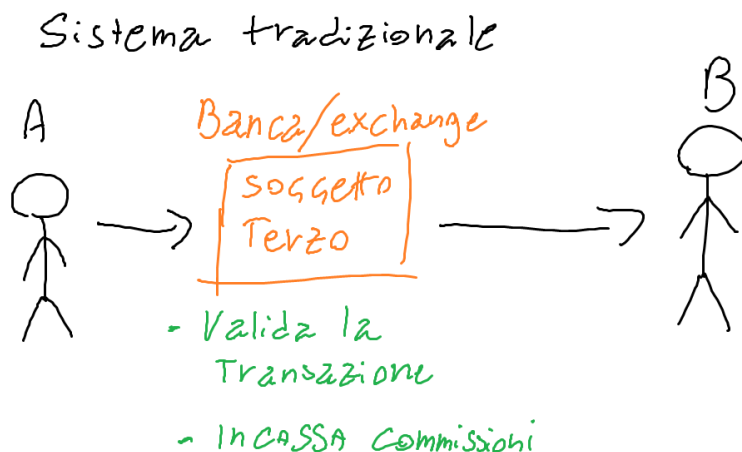 Sistema tradizionale
A
B
Banca/exchange
SOGGETTO
Terzo
- Valida la
Transazione
- INCASSA Commissioni